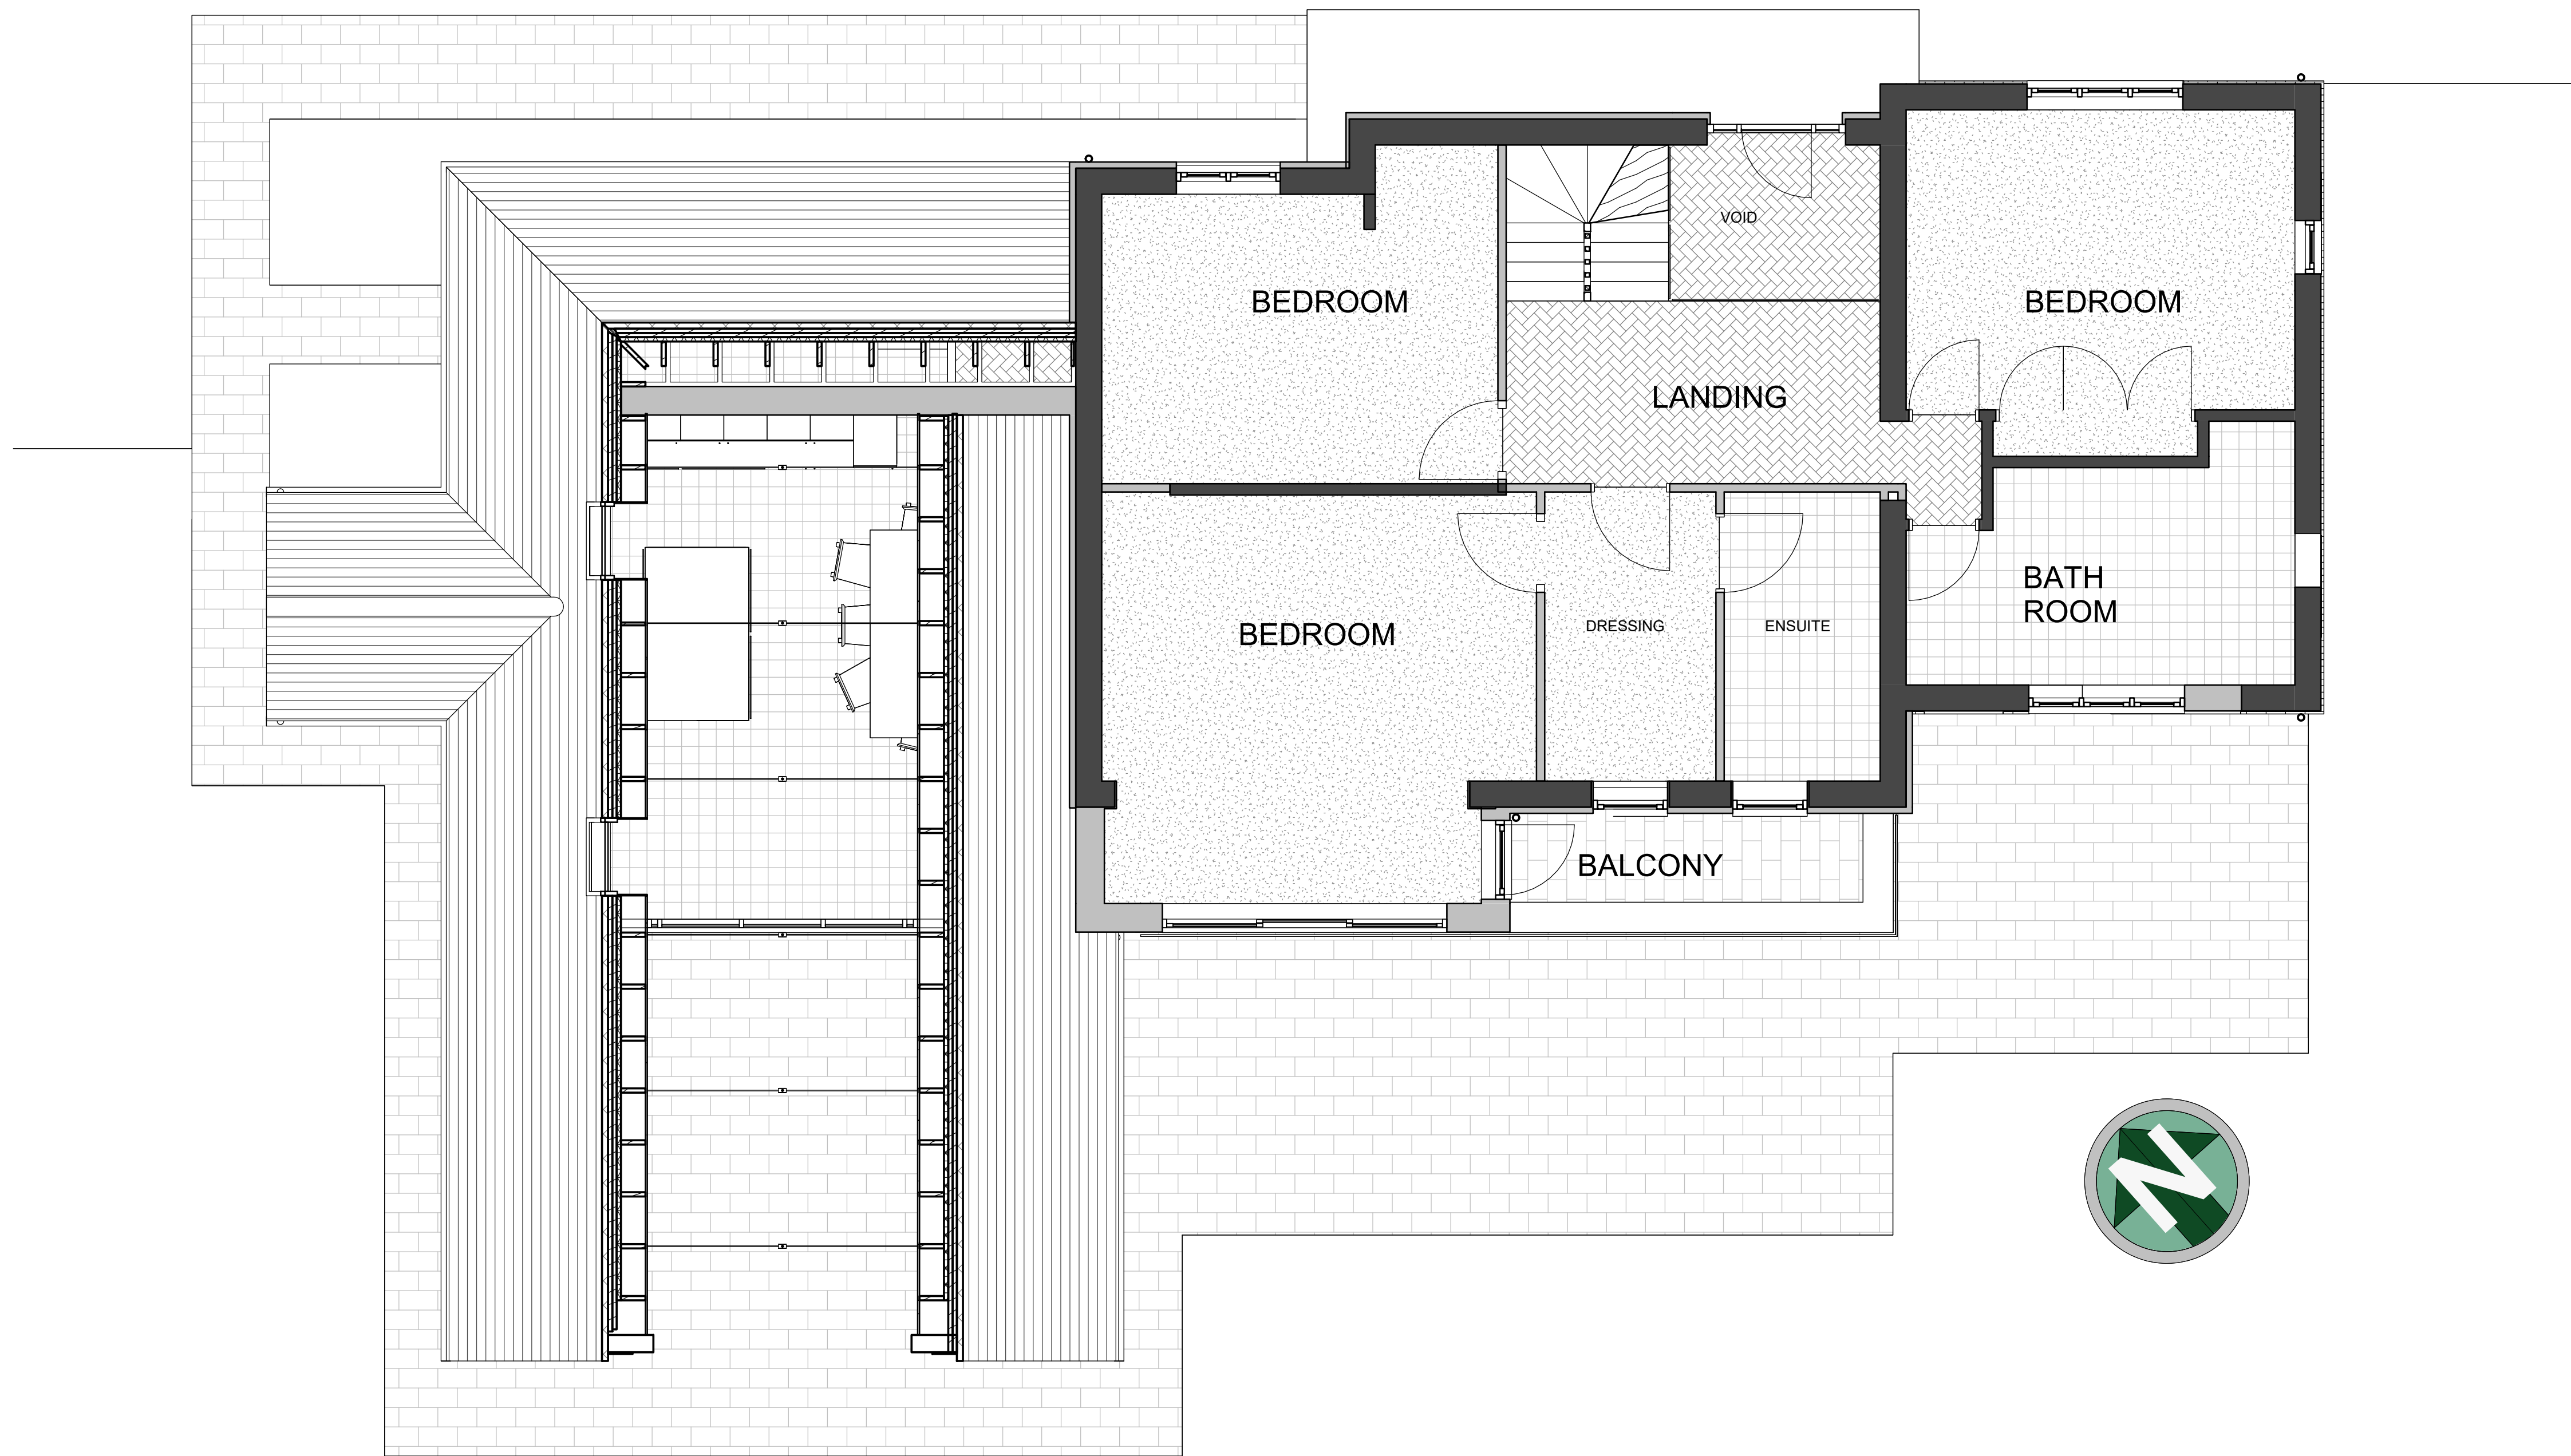 VOID
BEDROOM
BEDROOM
LANDING
BATH
ROOM
BEDROOM
DRESSING
ENSUITE
BALCONY
N